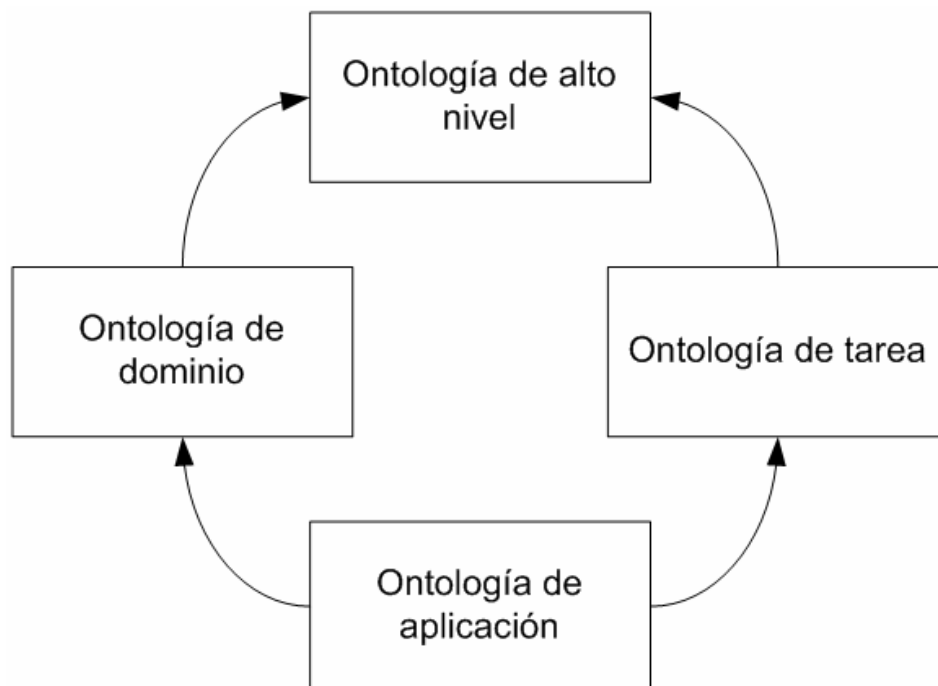 Ontología de alto
nivel
Ontología de
dominio
Ontología de tarea
Ontología de
aplicación